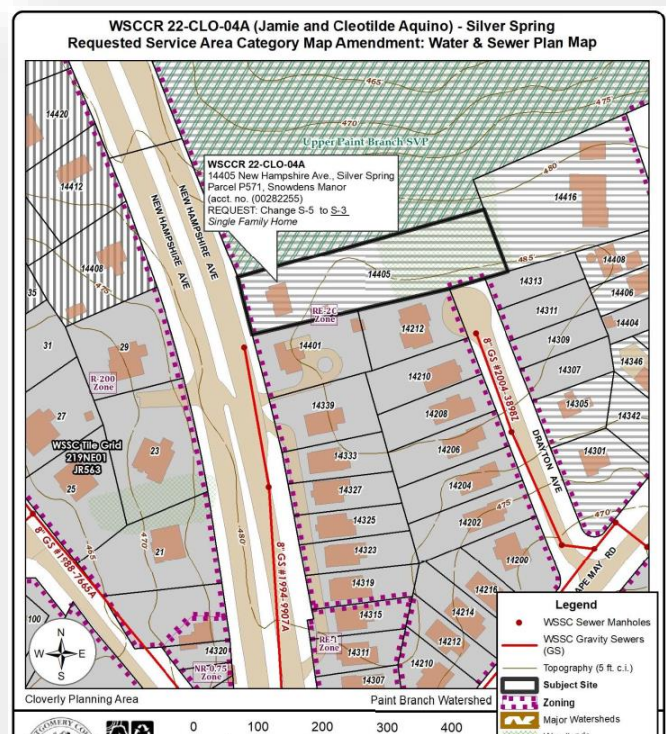 WSCCR 22-CLO-04A (Jamie and Cleotilde Aquino) - Silver Spring
Requested Service Area Category Map Amendment: Water & Sewer Plan Map
465
475
470
Upper Paint Branch SVP
480
14420
14412
14408
475
35
NEW HAMPSHIRE AVE
NEW HAMPSHIRE AVE
WSCCR 22-CLO-04A
14405 New Hampshire Ave., Silver Spring
Parcel P571, Snowdens Manor
(acct. no. (00282255)
REQUEST: Change S-5 to S-3
Single Family Home
14416
14405
485
RE-2C
Zone
14408
14406
14404
14346
14342
14313
14311
14309
14307
14305
14301
31
29
R-200
Zone
27
WSSC Tile Grid
219NE01
JR563
25
23
21
14401
14339
14333
14327
14325
14323
14319
14315
14311
14307
14212
14210
14208
14206
14204
14202
14200
475
470
14216
14214
14212
14210
8" GS #2004-3898Z
DRAYTON AVE
APE MAY RD
8" GS #1988-7665A
465
470
480
8" GS #1994-9907A
100
14320
NR-0.75
Zone
RE-1
Zone
N
W
E
S
Cloverly Planning Area
Paint Branch Watershed
Legend
WSSC Sewer Manholes
WSSC Gravity Sewers
(GS)
Topography (5 ft. c.i.)
Subject Site
Zoning
Major Watersheds
0 100 200 300 400